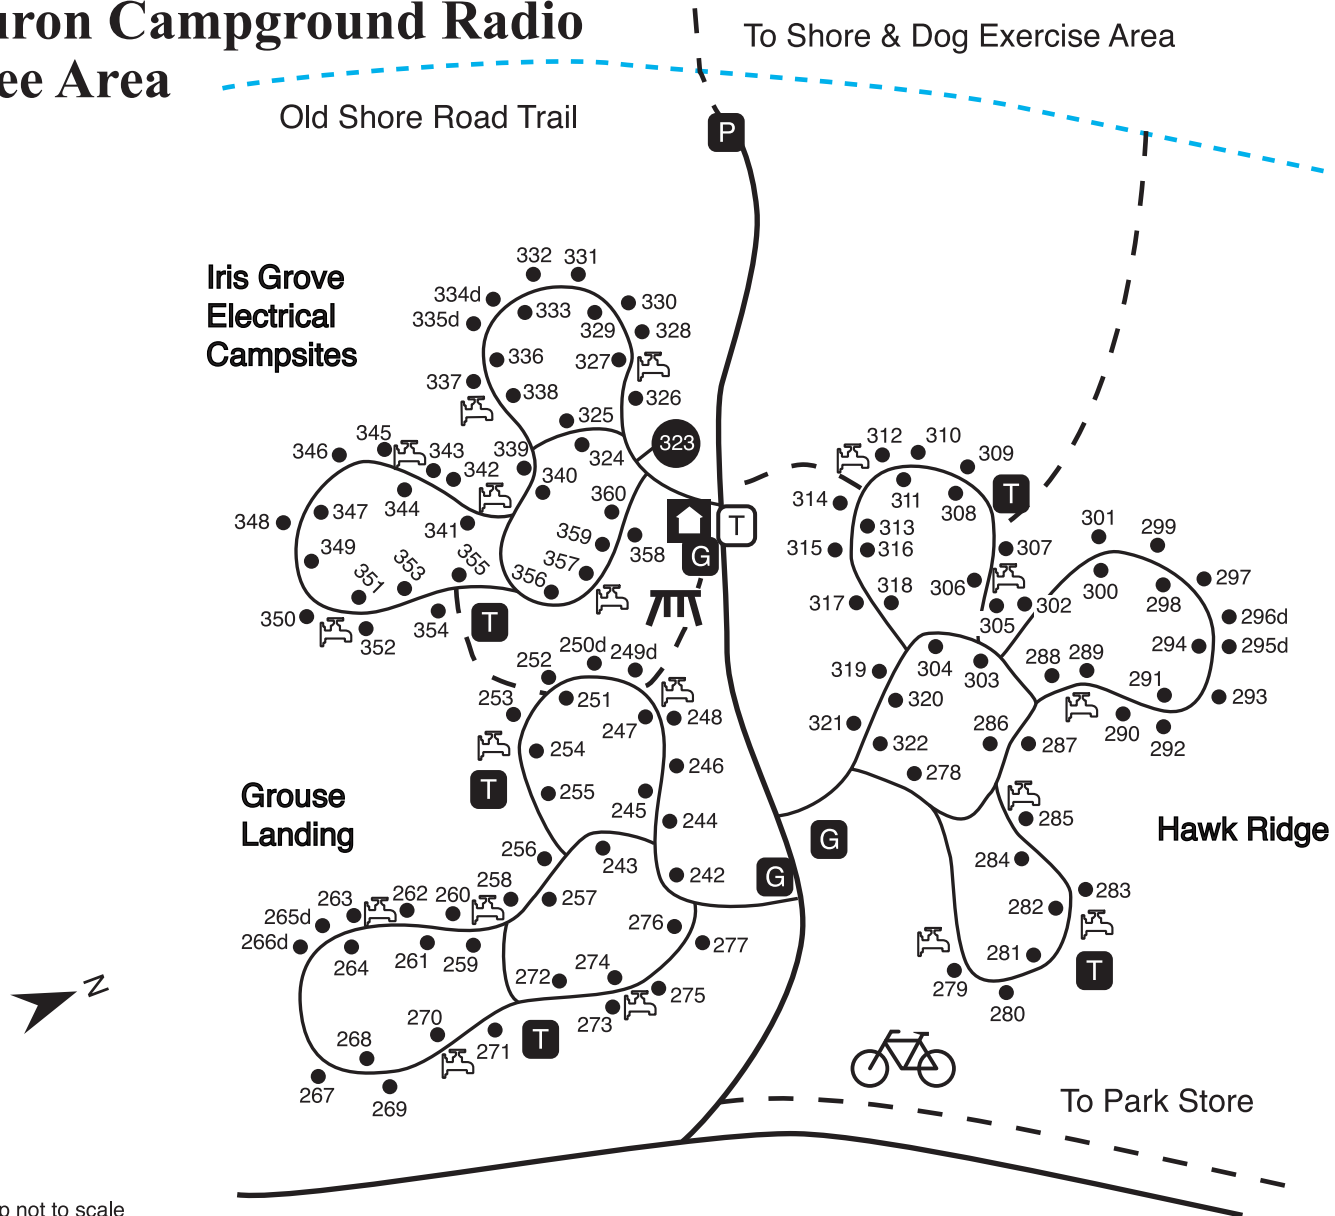 uron Campground Radio
ee Area
To Shore & Dog Exercise Area
Old Shore Road Trail
P
Iris Grove
Electrical
Campsites
332 331
334d 333 330
335d 329 328
336 327
337 338 326
325
323
324
345
346 343 339
342 340
344 360
348 347 341
359 358
349 353 355 357
351 356
350 352 354
T
G
T
312 310
309
T
314 311 308
313
315 316 307
317 318 306
305 302
301 299
300 298 297
296d
294 295d
304 303 288 289 291
319 320 293
290 292
321 286 287
322 278
285
284
283
282
281
279 280
T
Hawk Ridge
250d 249d
252
253 251
247 248
254 246
T
255 245
244
243
256 242
G
G
Grouse
Landing
258 257
263 262 260
265d
266d 264 261 259
276 277
272 274
275
273
270 271
T
268
267 269
N
To Park Store
p not to scale